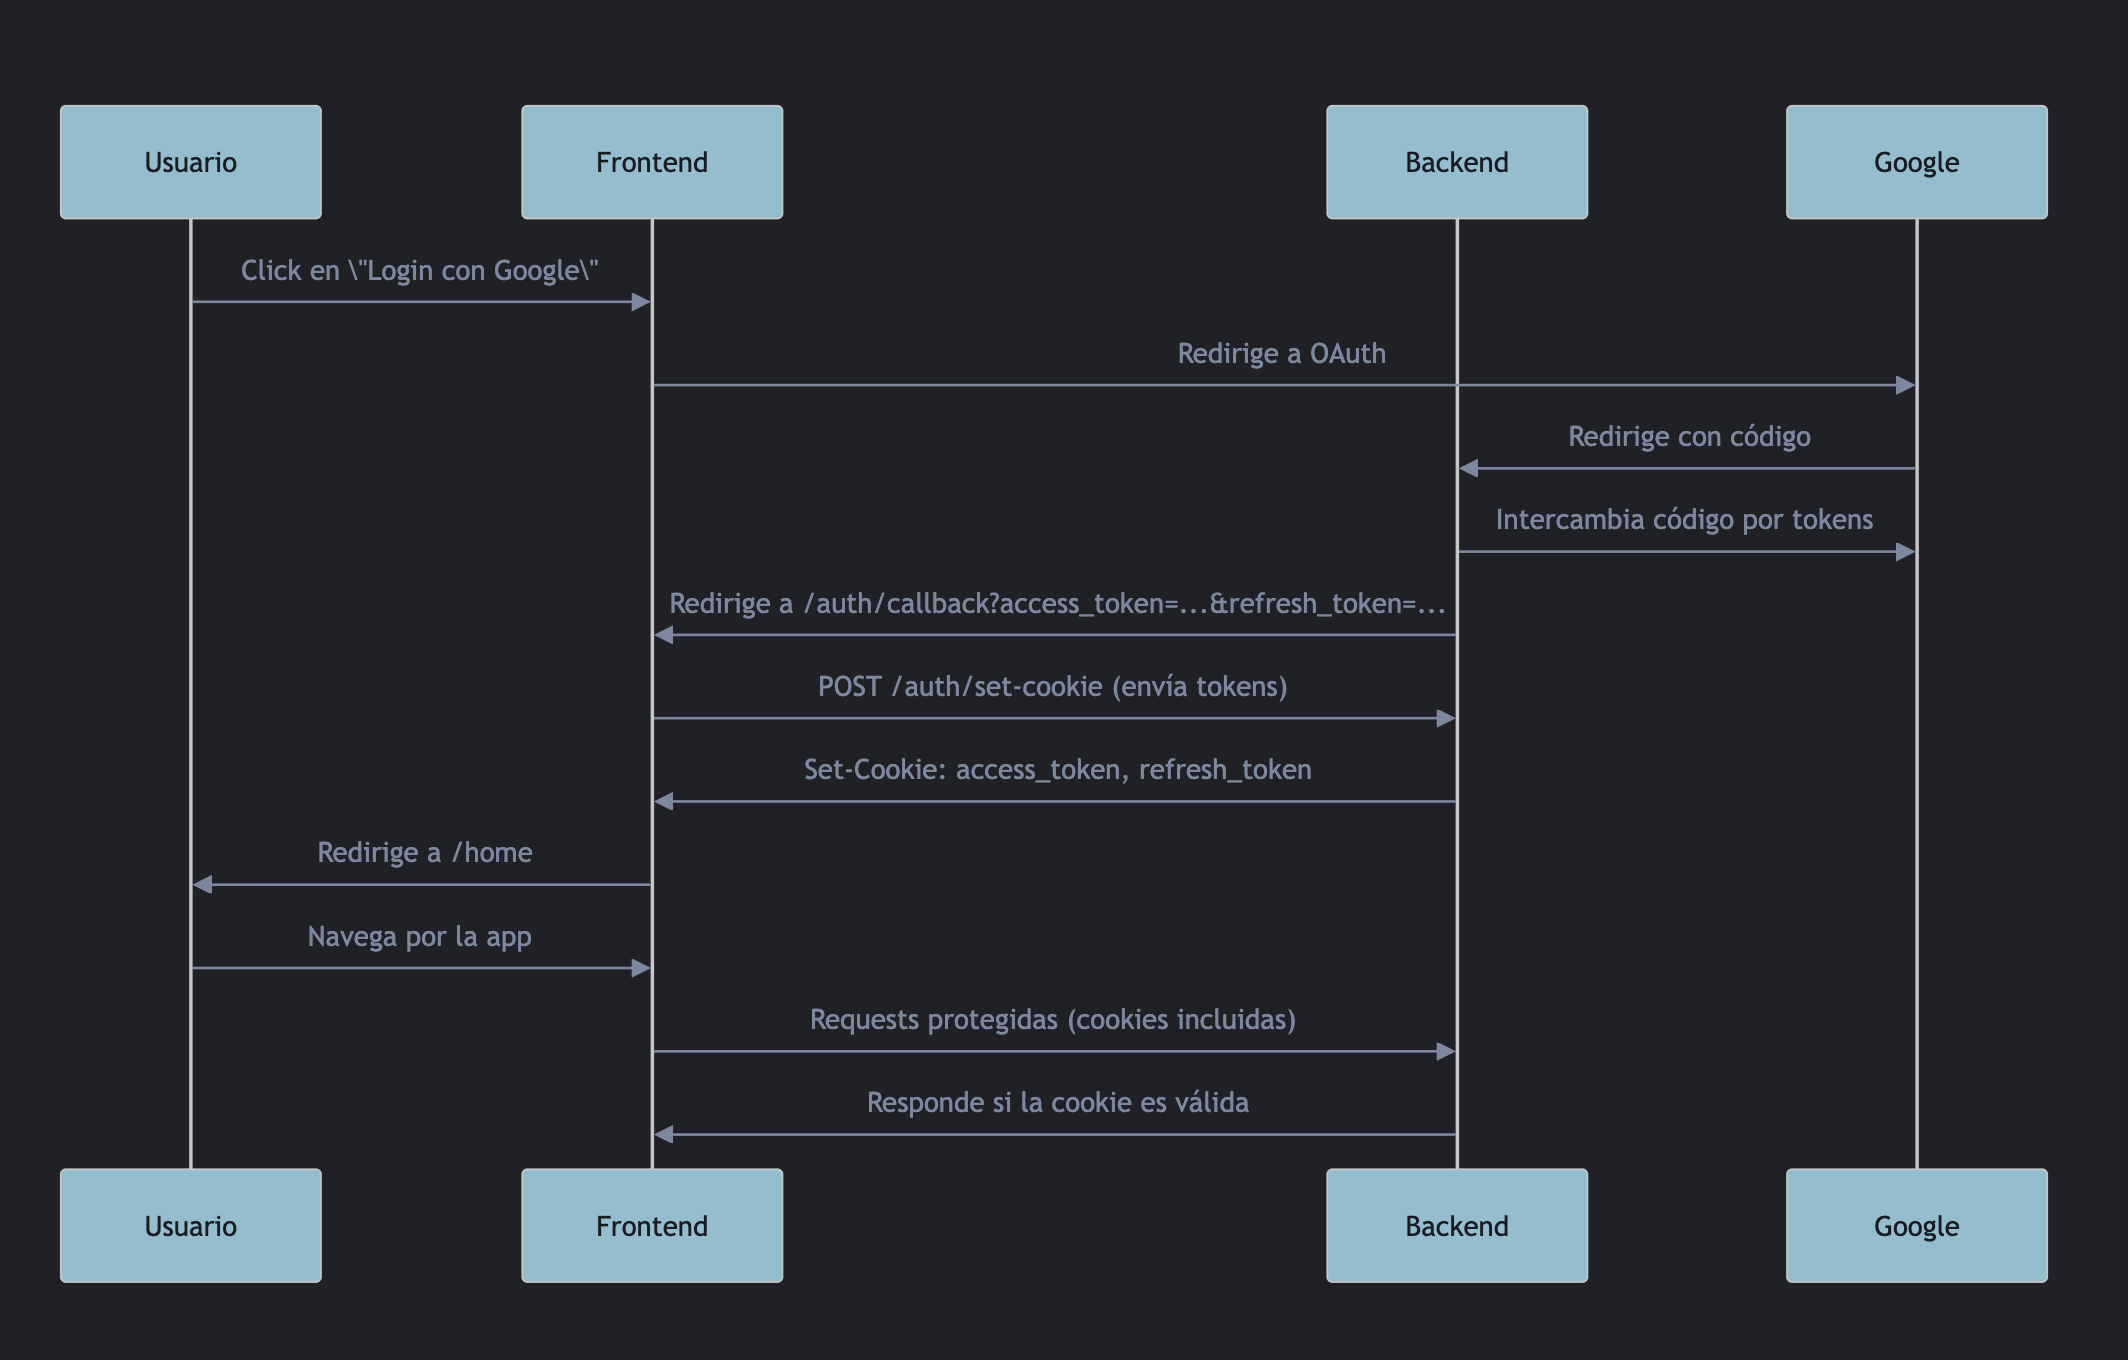 Usuario
Frontend
Backend
Google
Click en \"Login con Google\"
Redirige a OAuth
Redirige con código
Intercambia código por tokens
Redirige a /auth/callback?access_token=...&refresh_token=...
POST /auth/set-cookie (envía tokens)
Set-Cookie: access_token, refresh_token
Redirige a /home
Navega por la app
Requests protegidas (cookies incluidas)
Responde si la cookie es válida
Usuario
Frontend
Backend
Google